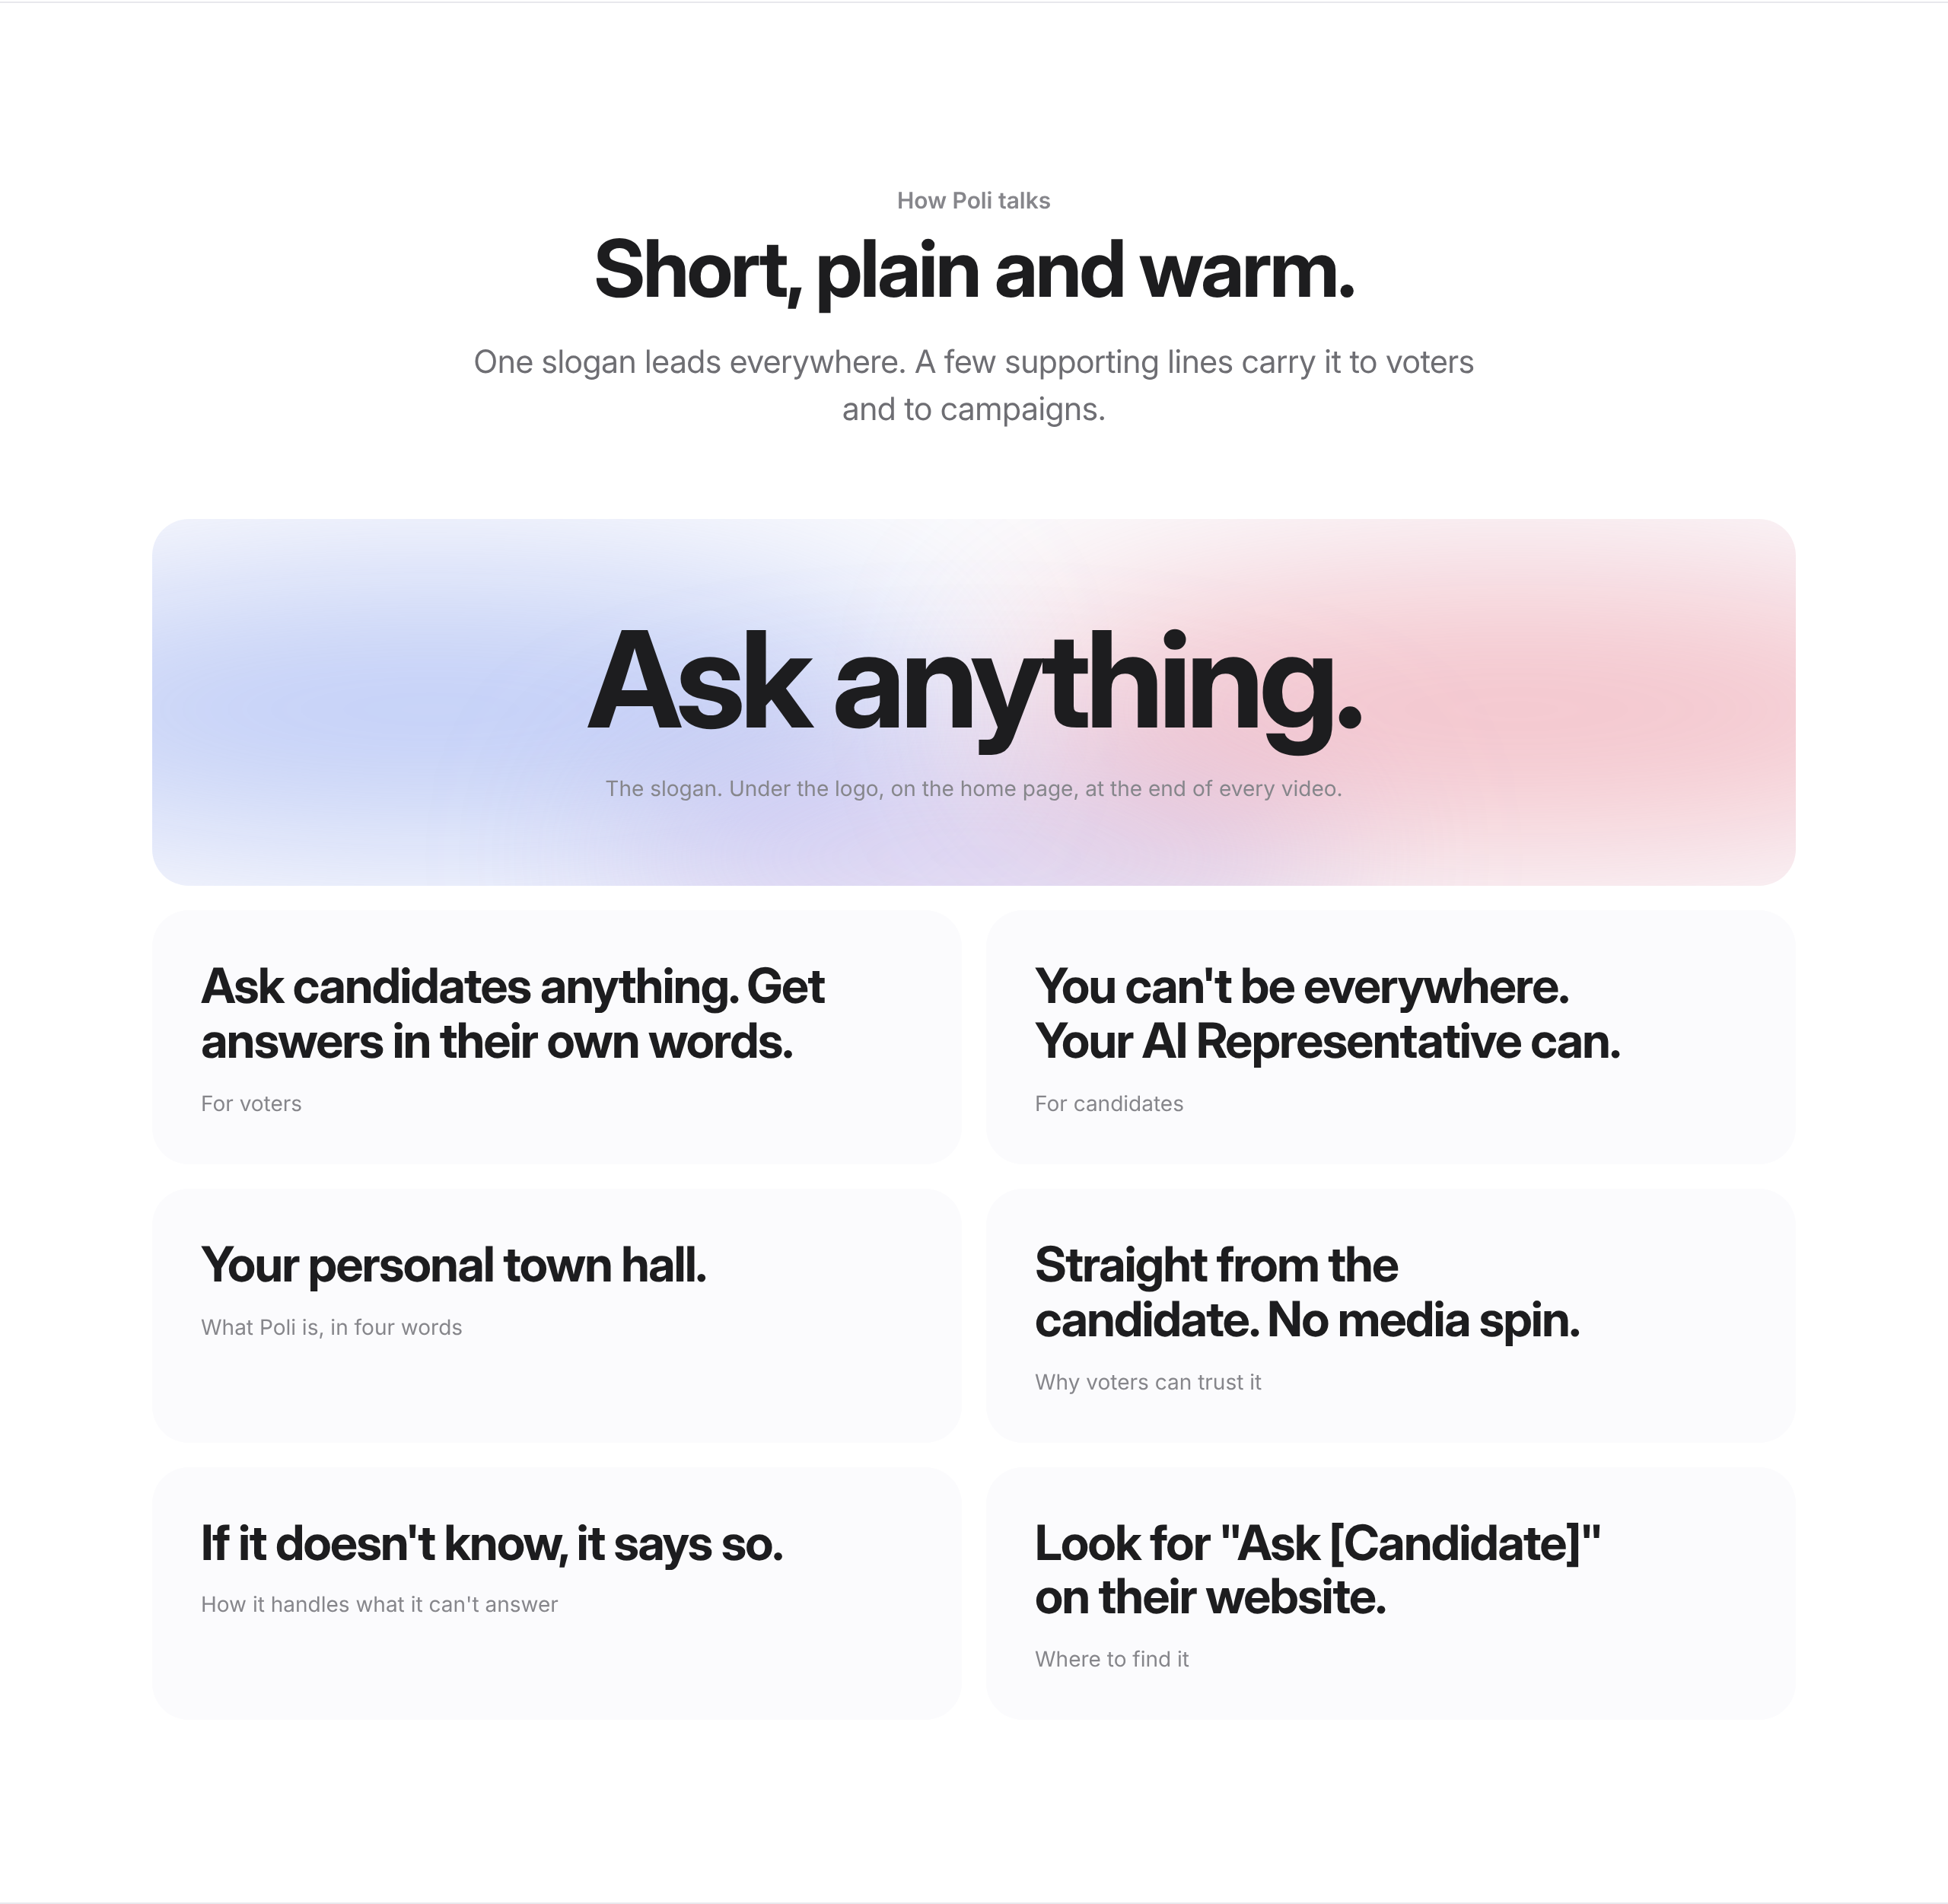 How Poli talks
Short, plain and warm.
One slogan leads everywhere. A few supporting lines carry it to voters
and to campaigns.
Ask anything.
The slogan. Under the logo, on the home page, at the end of every video.
Ask candidates anything. Get
answers in their own words.
For voters
You can't be everywhere.
Your AI Representative can.
For candidates
Your personal town hall.
What Poli is, in four words
Straight from the
candidate. No media spin.
Why voters can trust it
If it doesn't know, it says so.
How it handles what it can't answer
Look for "Ask [Candidate]"
on their website.
Where to find it